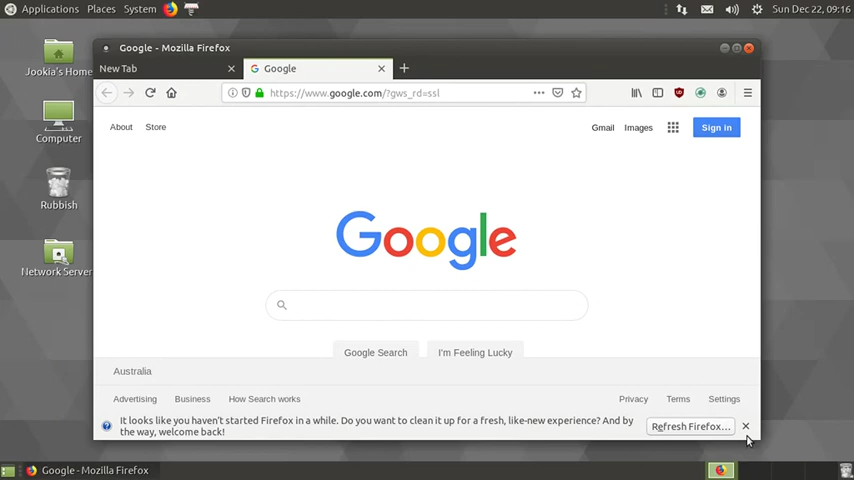 Applications Places System
Sun Dec 22, 09:16
Jookia's Home
Computer
Rubbish
Network Server
Google - Mozilla Firefox
New Tab
Google
https://www.google.com/?gws_rd=ssl
About Store
Gmail Images Sign in
Google
Google Search I'm Feeling Lucky
Australia
Advertising Business How Search works
Privacy Terms Settings
It looks like you haven't started Firefox in a while. Do you want to clean it up for a fresh, like-new experience? And by
the way, welcome back!
Refresh Firefox...
Google - Mozilla Firefox